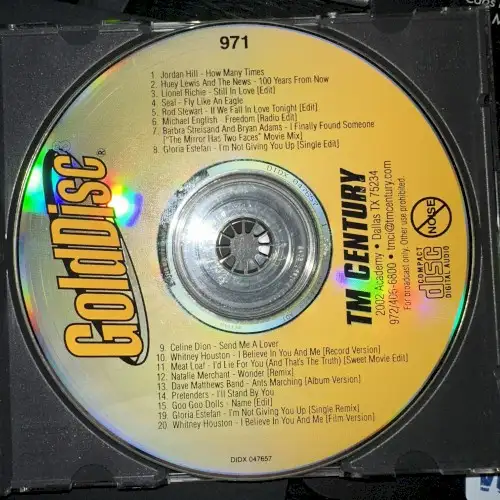 971
1 Jordan Hill - How Many Times
2 Huey Lewis And The News - 100 Years From Now
3 Lionel Richie - Still In Love [Edit]
4 Seal - Fly Like An Eagle
5 Rod Stewart - If We Fall In Love Tonight [Edit]
6 Michael English - Freedom [Radio Edit]
7 Barbra Streisand And Bryan Adams - I Finally Found Someone
["The Mirror Has Two Faces" Movie Mix]
8 Gloria Estefan - I'm Not Giving You Up [Single Edit]
GoldDisc ®
TM CENTURY
2002 Academy • Dallas TX 75234
972/406-6800 • tmci@tmcentury.com
For broadcast only. Other use prohibited.
NOISE
COMPACT
disc
DIGITAL AUDIO
9. Celine Dion - Send Me A Lover
10 Whitney Houston - I Believe In You And Me [Record Version]
11 Meat Loaf - I'd Lie For You (And That's The Truth) [Sweet Movie Edit]
12 Natalie Merchant - Wonder [Remix]
13 Dave Matthews Band - Ants Marching [Album Version]
14 Pretenders - I'll Stand By You
15 Goo Goo Dolls - Name [Edit]
19 Gloria Estefan - I'm Not Giving You Up [Single Remix]
20 Whitney Houston - I Believe In You And Me [Film Version]
DIDX 047657